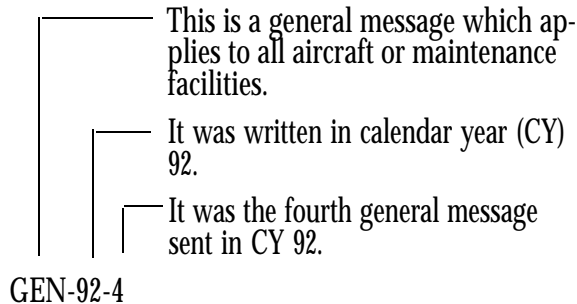 This is a general message which ap-
plies to all aircraft or maintenance
facilities.
It was written in calendar year (CY)
92.
It was the fourth general message
sent in CY 92.
GEN-92-4